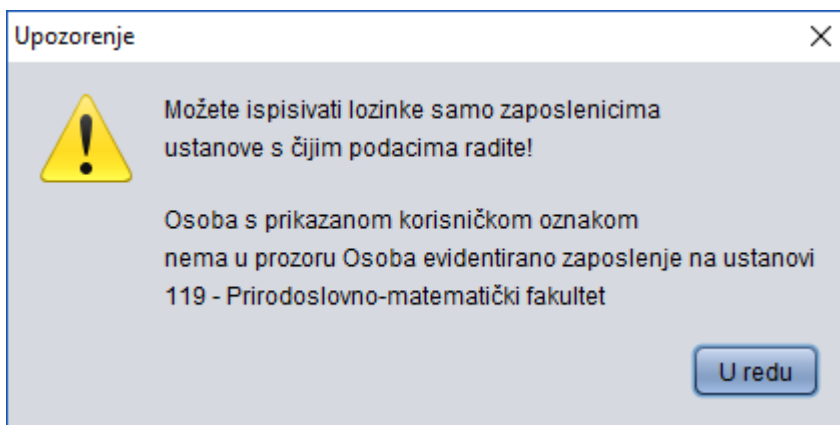 Upozorenje
Možete ispisivati lozinke samo zaposlenicima
ustanove s čijim podacima radite!
Osoba s prikazanom korisničkom oznakom
nema u prozoru Osoba evidentirano zaposlenje na ustanovi
119 - Prirodoslovno-matematički fakultet
U redu